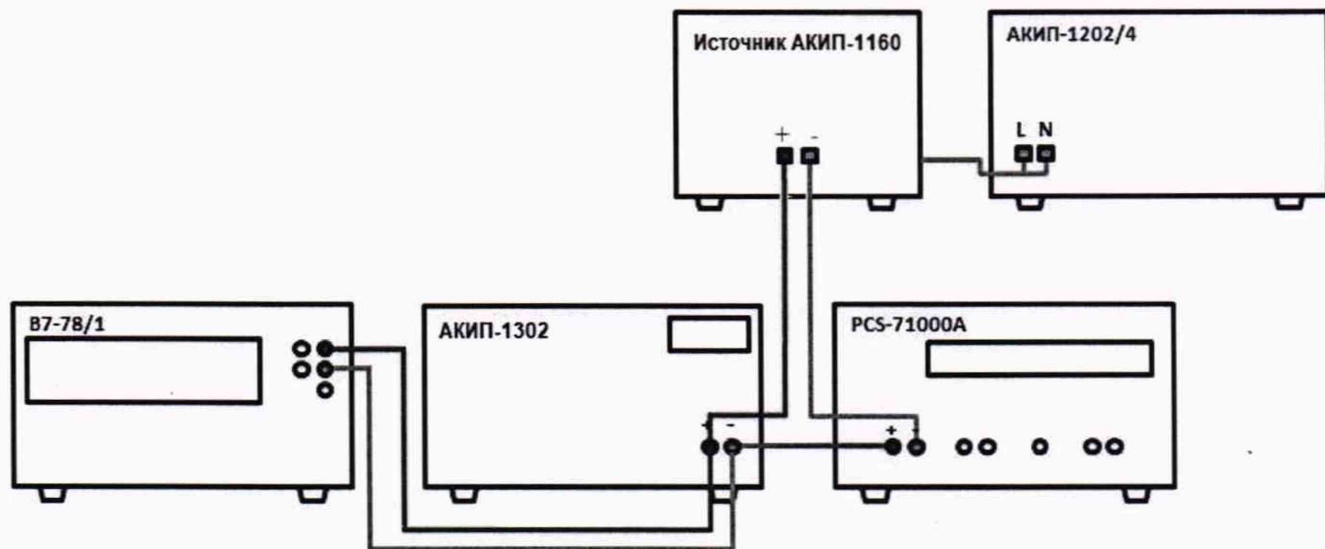 Источник АКИП-1160
АКИП-1202/4
+ -
L N
В7-78/1
АКИП-1302
PCS-71000A
+ -
+ -